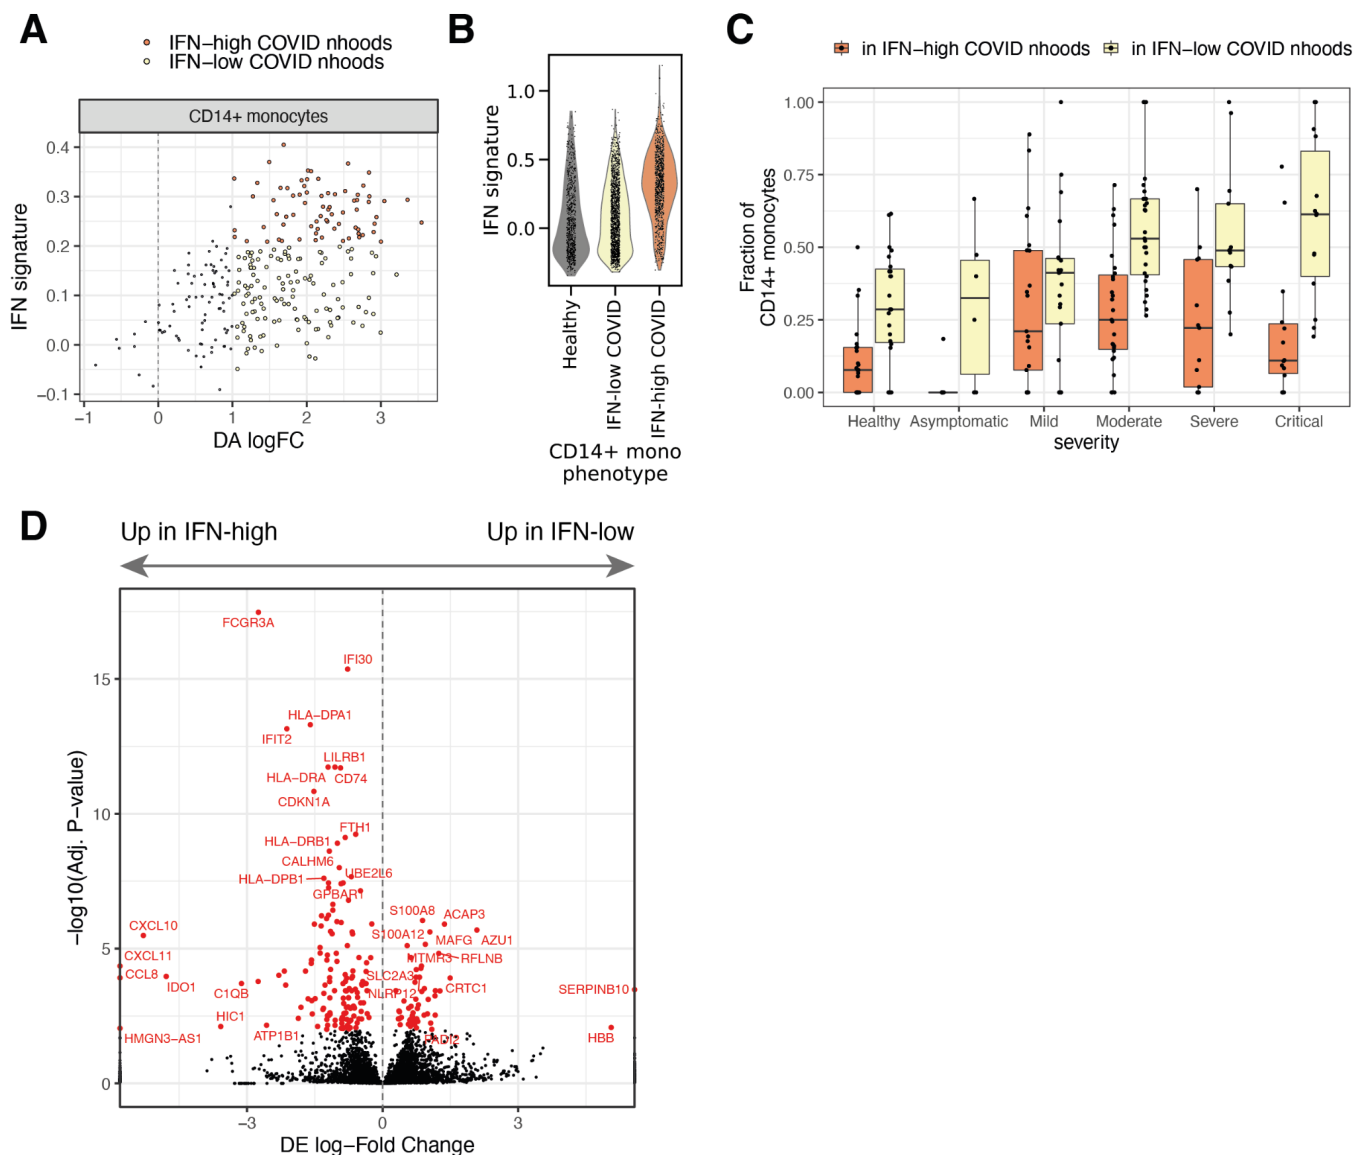 A
IFN−high COVID nhoods
IFN−low COVID nhoods
CD14+ monocytes
IFN signature
0.4
0.3
0.2
0.1
0.0
−0.1
−1
0
1
2
3
DA logFC
B
IFN signature
1.0
0.5
0.0
Healthy
IFN-low COVID
IFN-high COVID
CD14+ mono
phenotype
C
in IFN−high COVID nhoods
in IFN−low COVID nhoods
Fraction of
CD14+ monocytes
1.00
0.75
0.50
0.25
0.00
Healthy
Asymptomatic
Mild
Moderate
Severe
Critical
severity
D
Up in IFN-high
Up in IFN-low
−log10(Adj. P−value)
15
10
5
0
FCGR3A
IFI30
HLA−DPA1
IFIT2
LILRB1
HLA−DRA
CD74
CDKN1A
FTH1
HLA−DRB1
CALHM6
UBE2L6
HLA−DPB1
GPBAR1
S100A8
ACAP3
CXCL10
S100A12
MAFG
AZU1
CXCL11
MTMR3
RFLNB
CCL8
SLC2A3
IDO1
C1QB
NLRP12
CRTC1
SERPINB10
HIC1
ATP1B1
PADI2
HBB
HMGN3−AS1
−3
0
3
DE log−Fold Change